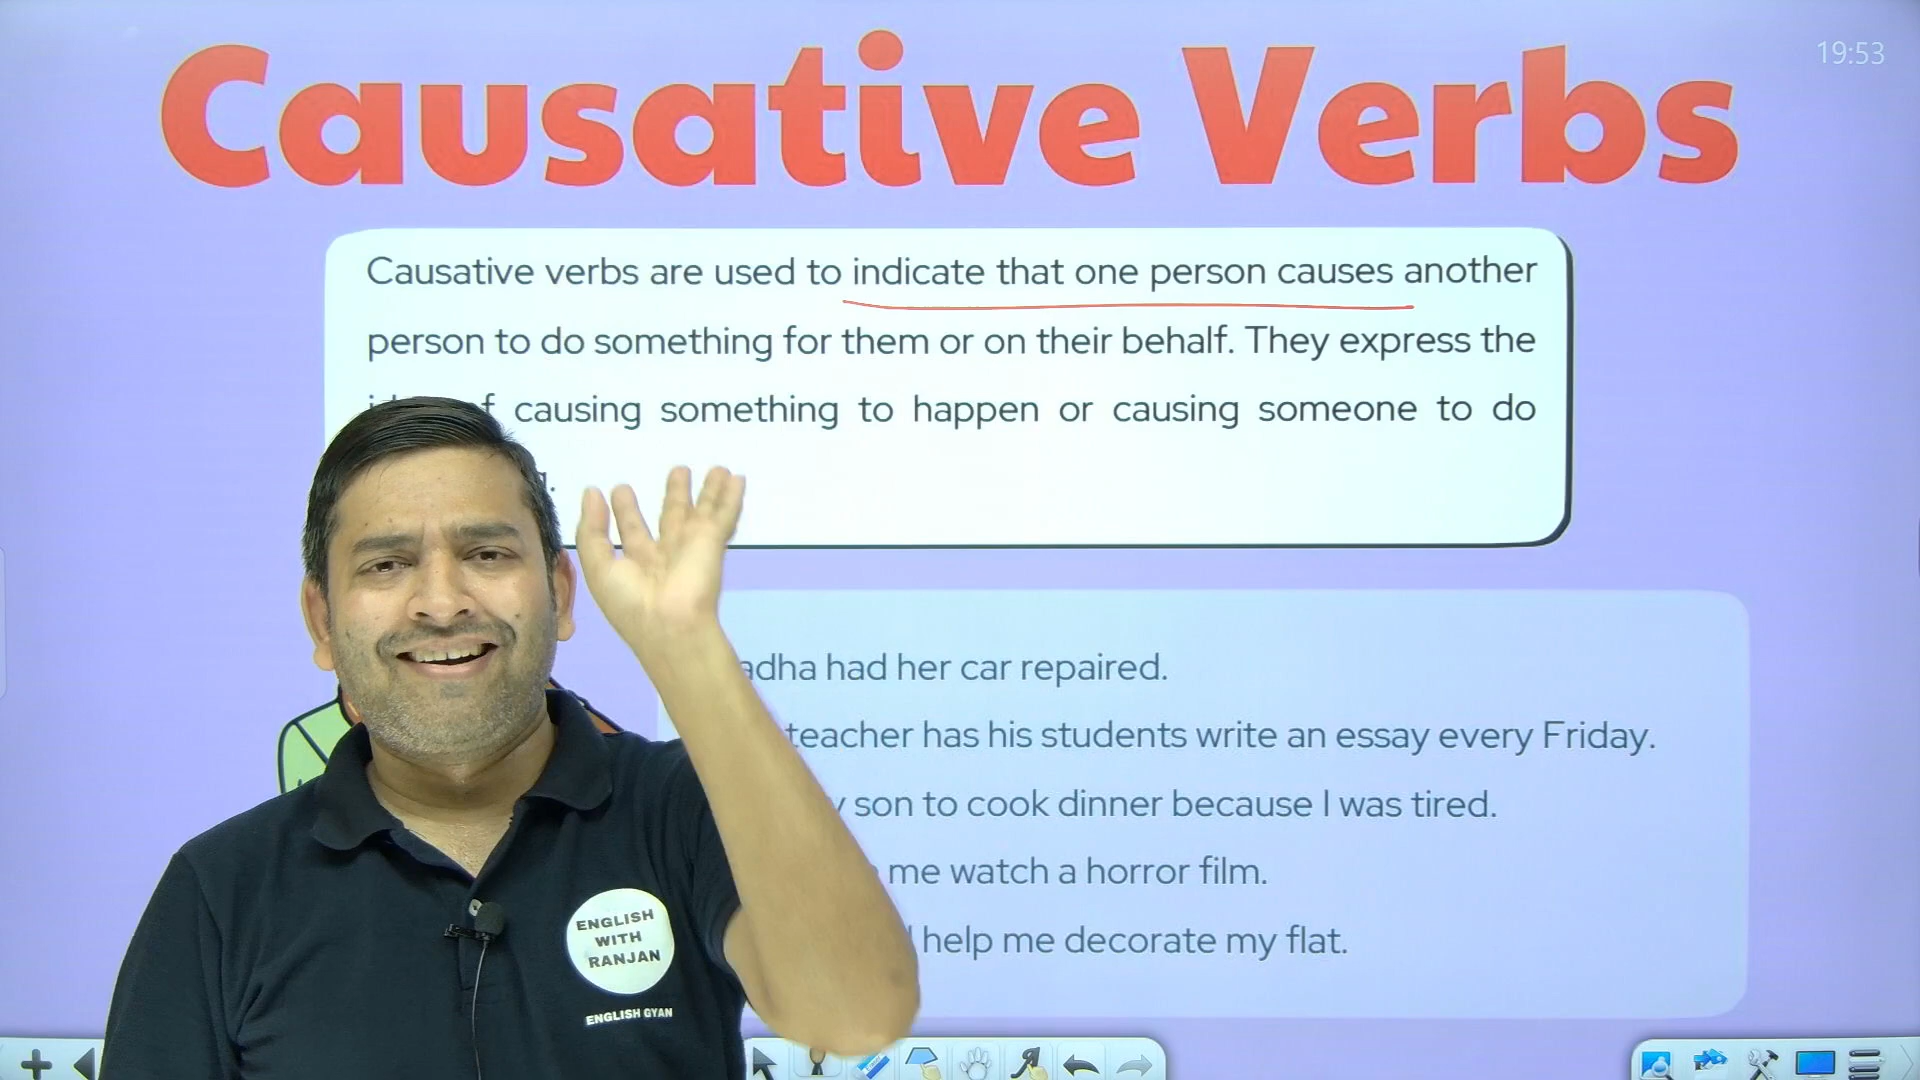 Causative Verbs
19:53
Causative verbs are used to indicate that one person causes another
person to do something for them or on their behalf. They express the
causing something to happen or causing someone to do
had her car repaired.
teacher has his students write an essay every Friday.
son to cook dinner because I was tired.
me watch a horror film.
help me decorate my flat.
ENGLISH
WITH
RANJAN
ENGLISH GYAN